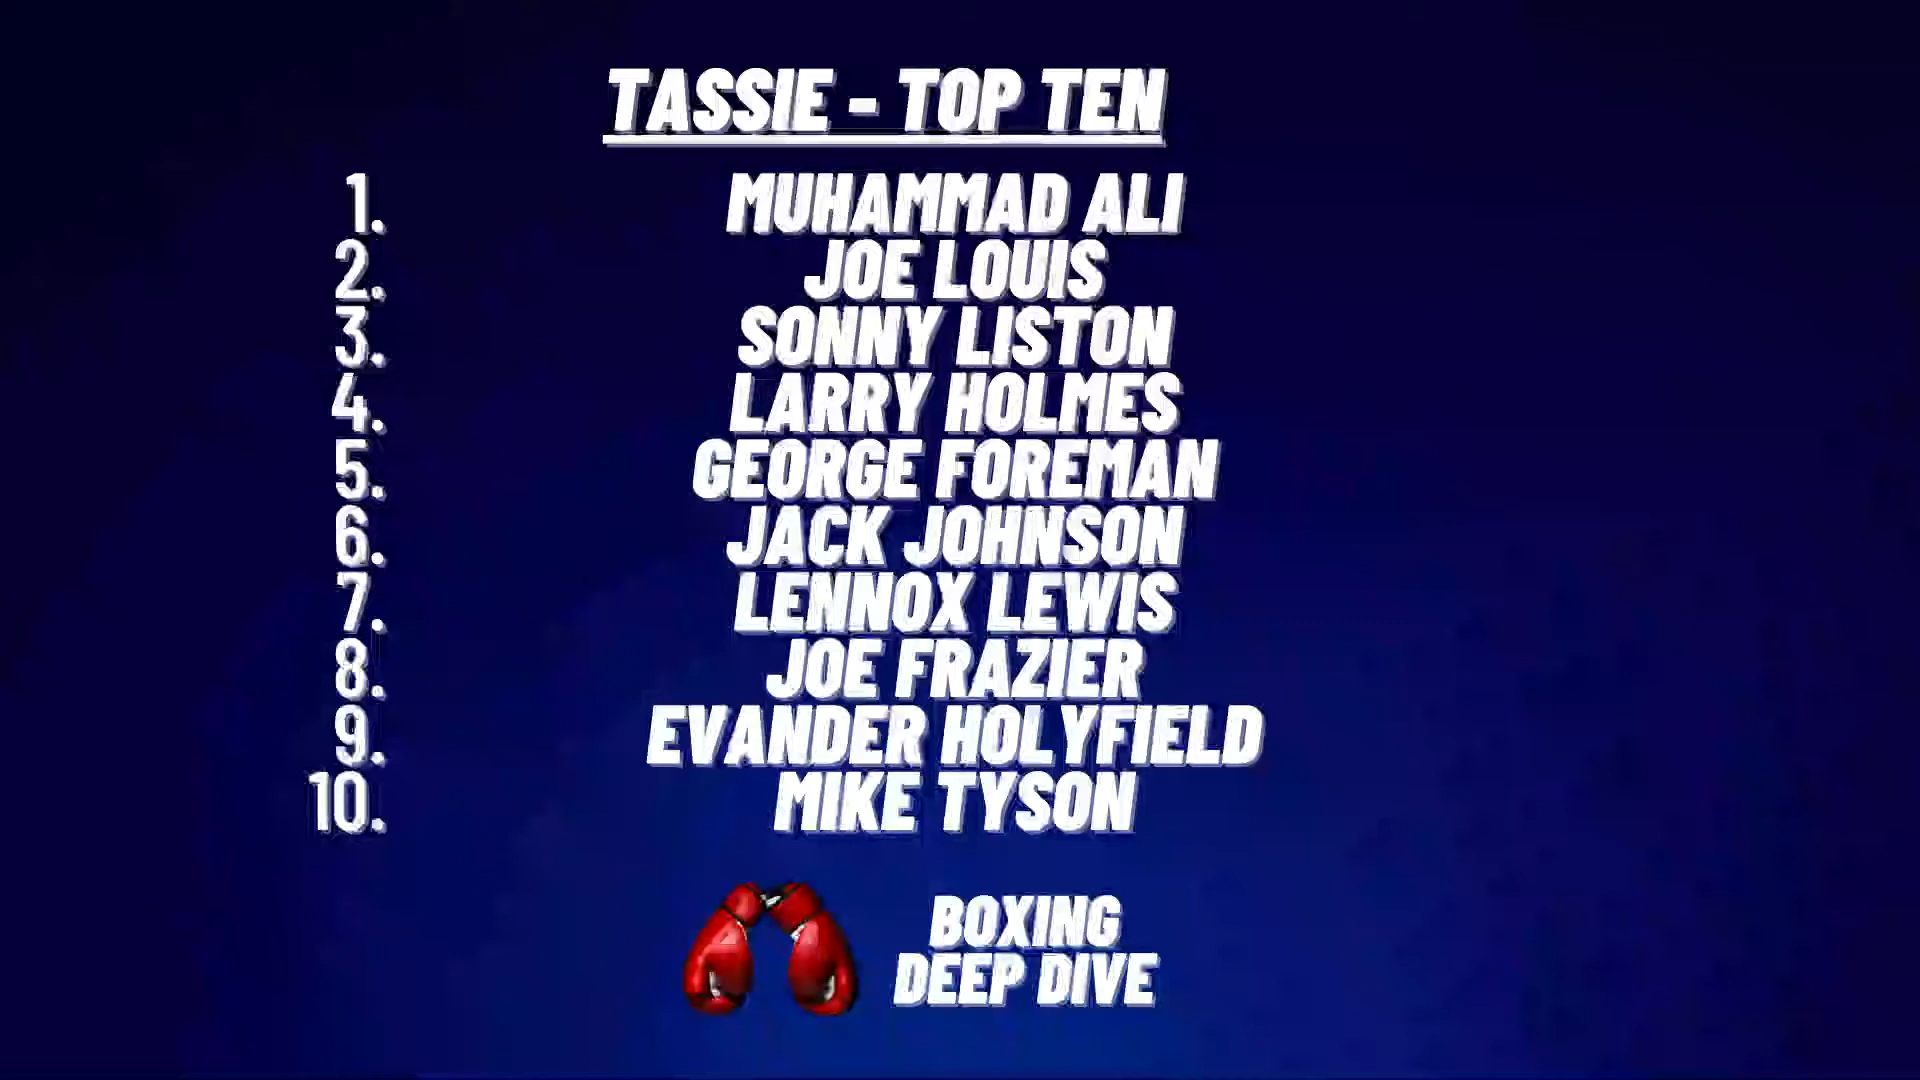 TASSIE - TOP TEN
1. MUHAMMAD ALI
2. JOE LOUIS
3. SONNY LISTON
4. LARRY HOLMES
5. GEORGE FOREMAN
6. JACK JOHNSON
7. LENNOX LEWIS
8. JOE FRAZIER
9. EVANDER HOLYFIELD
10. MIKE TYSON
BOXING
DEEP DIVE